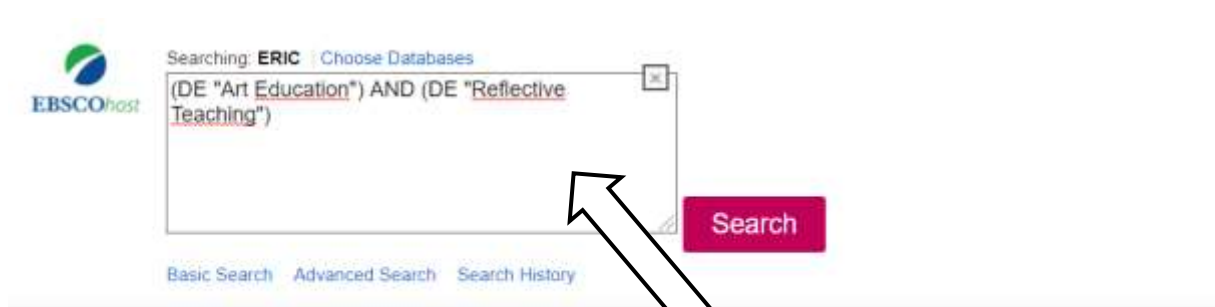 Searching: ERIC | Choose Databases
(DE "Art Education") AND (DE "Reflective
Teaching")
EBSCOhost
Search
Basic Search Advanced Search Search History